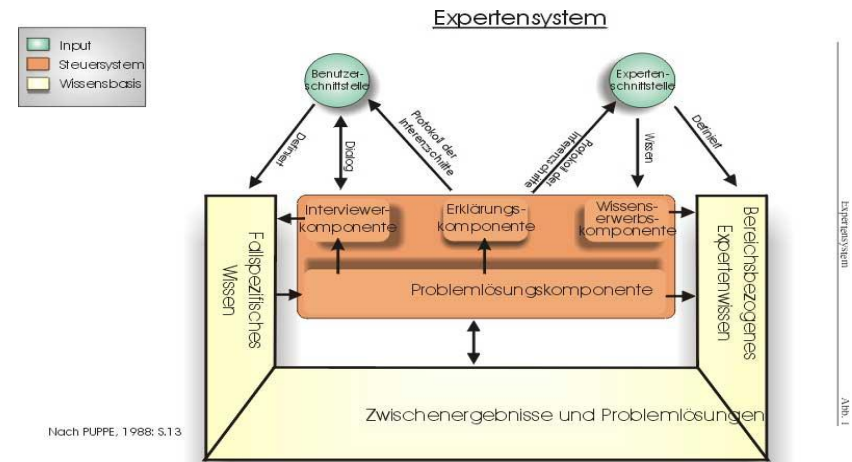 Expertensystem
Input
Steuersystem
Wissensbasis
Benutzer-
schnittstelle
Experten-
schnittstelle
Definiert
Dialog
Protokoll der
Inferenzschritte
Protokoll der
Inferenzschritte
Wissen
Definiert
Interviewer-
komponente
Erklärungs-
komponente
Wissens-
erwerbs-
komponente
Fallspezifisches
Wissen
Bereichsbezogenes
Expertenwissen
Problemlösungskomponente
Zwischenergebnisse und Problemlösungen
Nach PUPPE, 1988: S.13
Expertensystem
Abb. 1